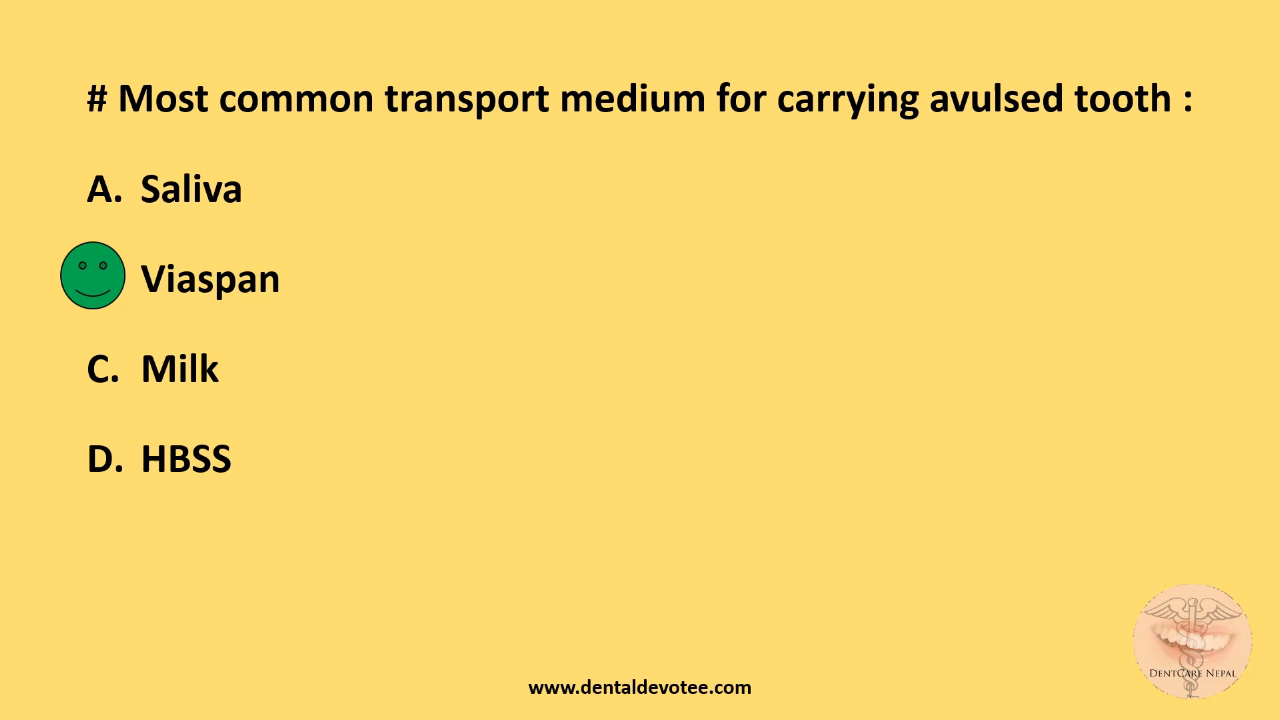 # Most common transport medium for carrying avulsed tooth :
A. Saliva
Viaspan
C. Milk
D. HBSS
DENTCARE NEPAL
www.dentaldevotee.com